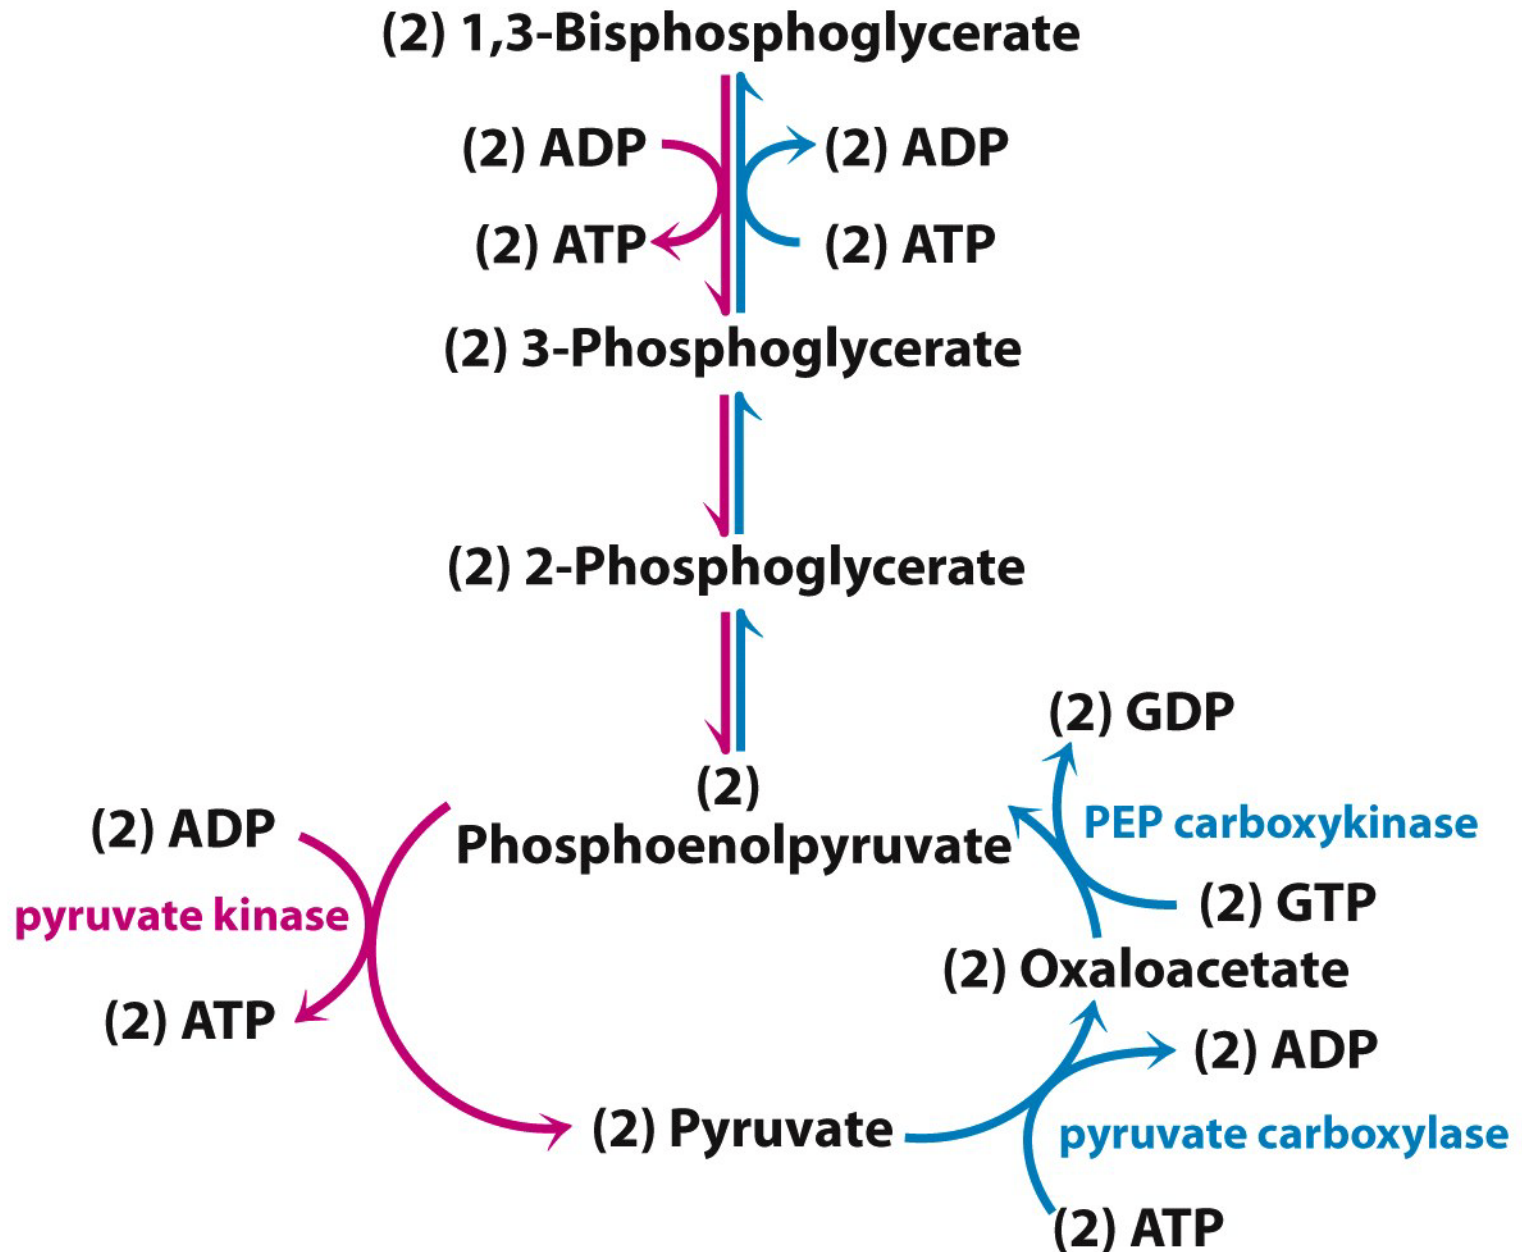 (2) 1,3-Bisphosphoglycerate
(2) ADP
(2) ADP
(2) ATP
(2) ATP
(2) 3-Phosphoglycerate
(2) 2-Phosphoglycerate
(2) GDP
(2)
Phosphoenolpyruvate
(2) ADP
PEP carboxykinase
pyruvate kinase
(2) GTP
(2) Oxaloacetate
(2) ATP
(2) ADP
(2) Pyruvate
pyruvate carboxylase
(2) ATP